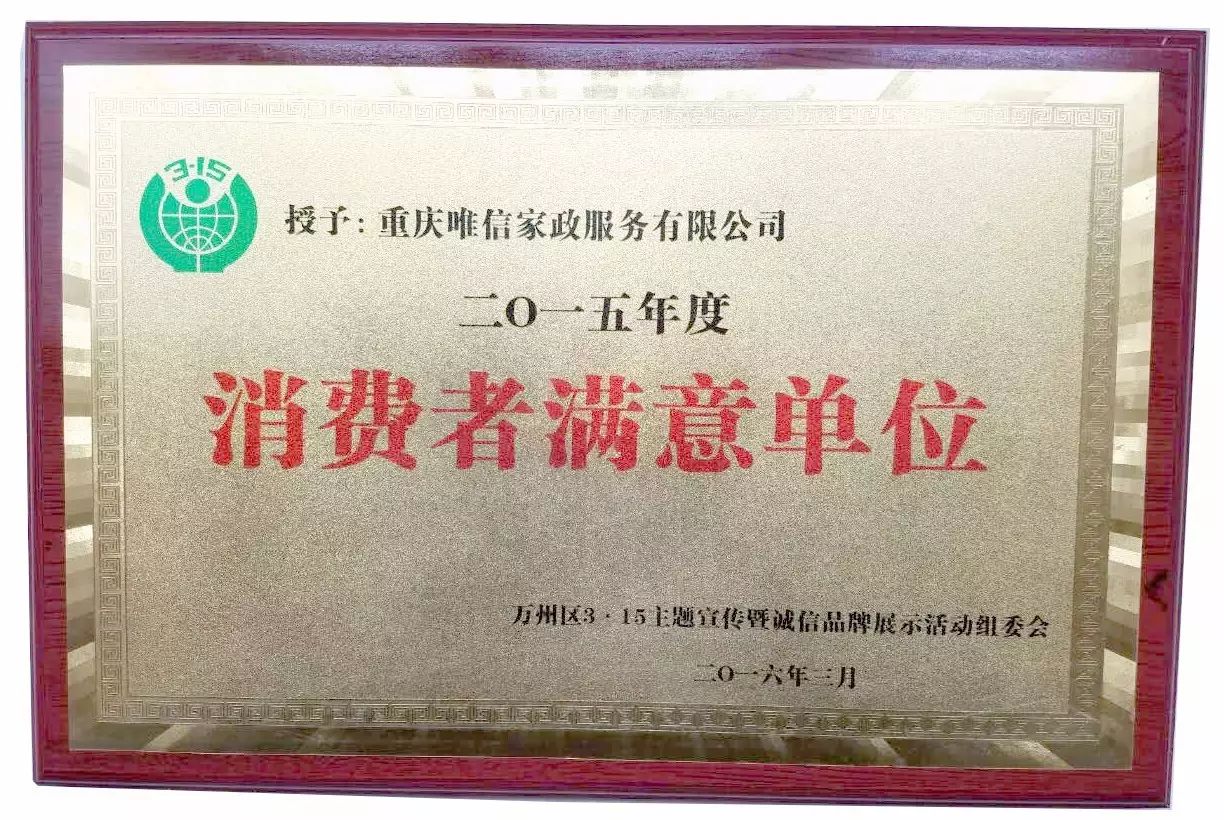 3·15
授予：重庆唯信家政服务有限公司
二O一五年度
消费者满意单位
万州区3·15主题宣传暨诚信品牌展示活动组委会
二O一六年三月